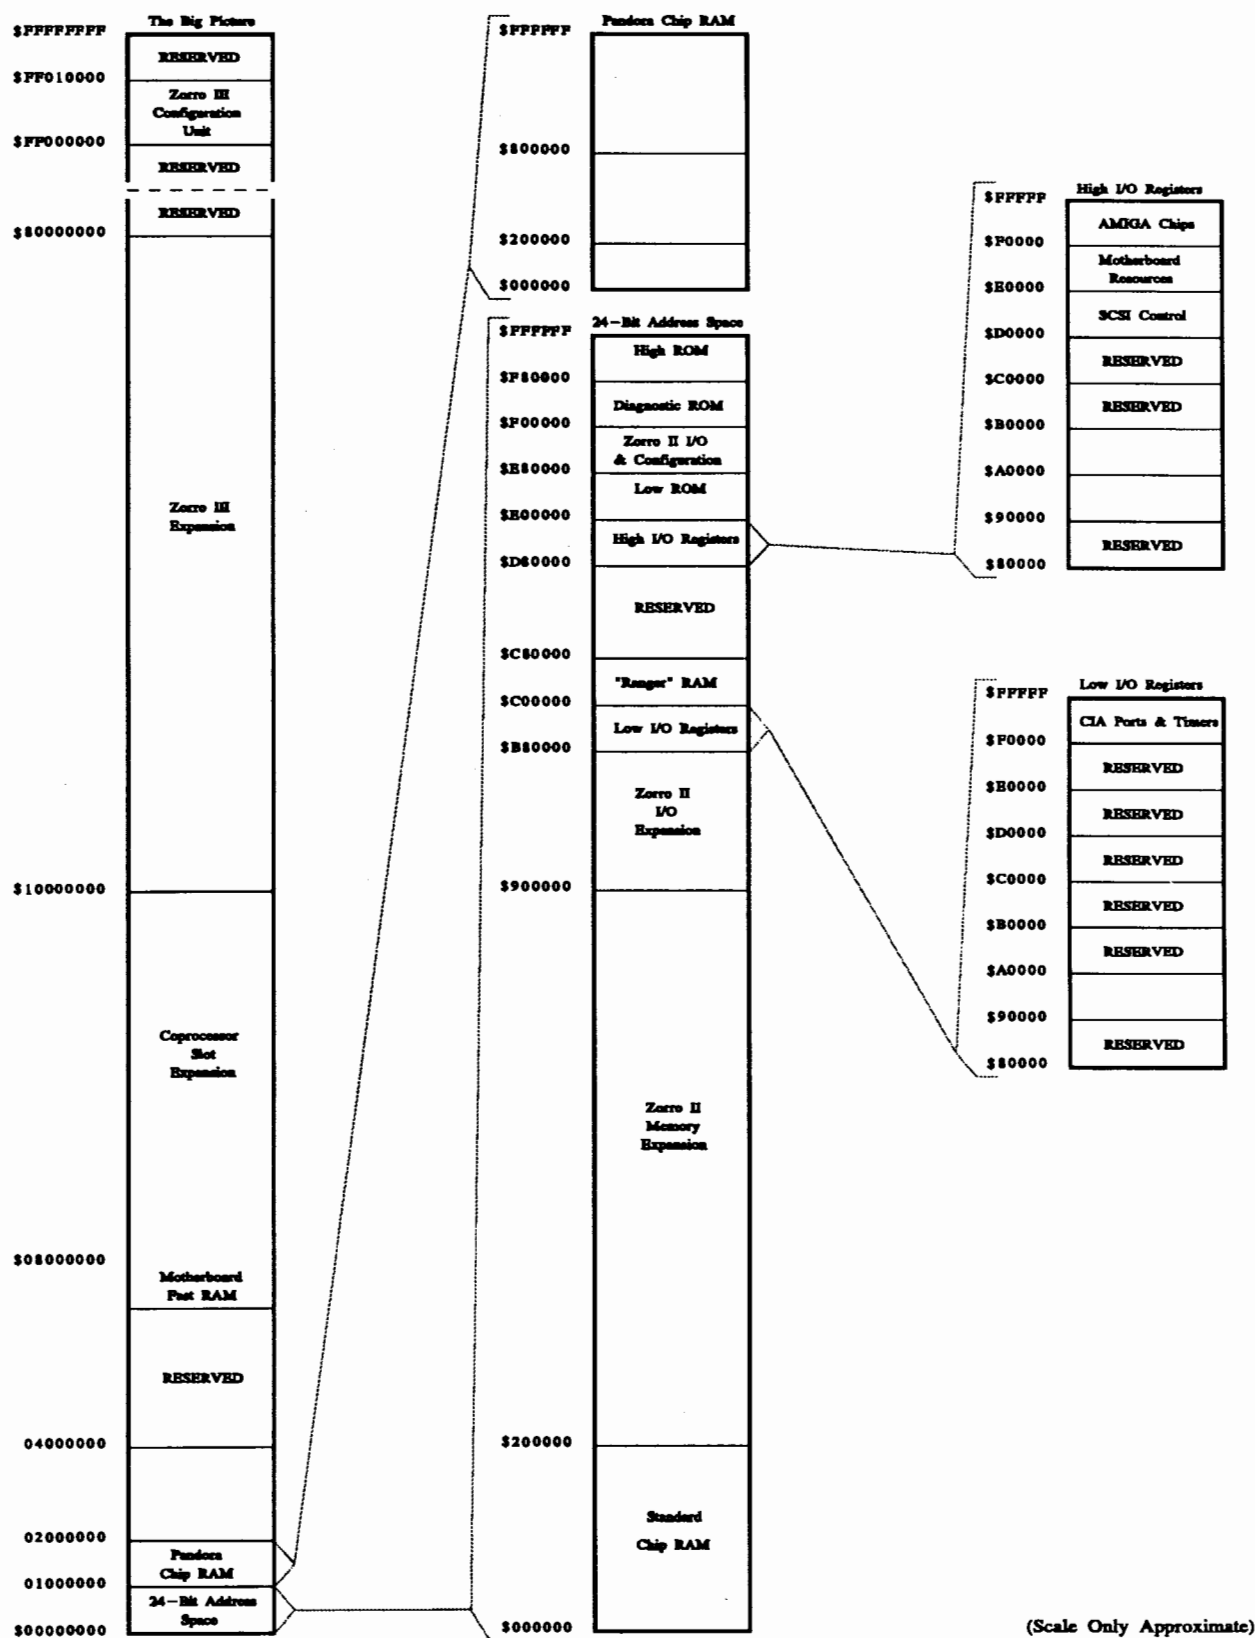 The Big Picture
$FFFFFFFF
RESERVED
$FF010000
Zorro III
Configuration
Unit
$FF000000
RESERVED
RESERVED
$80000000
Zorro III
Expansion
$10000000
Coprocessor
Slot
Expansion
$08000000
Motherboard
Fast RAM
RESERVED
04000000
02000000
Pandora
Chip RAM
01000000
24-Bit Address
Space
$00000000
Pandora Chip RAM
$FFFFFF
$800000
$200000
$000000
24-Bit Address Space
$FFFFFF
High ROM
$F80000
Diagnostic ROM
$F00000
Zorro II I/O
& Configuration
$E80000
Low ROM
$E00000
High I/O Registers
$D80000
RESERVED
$C80000
"Ranger" RAM
$C00000
Low I/O Registers
$B80000
Zorro II
I/O
Expansion
$900000
Zorro II
Memory
Expansion
$200000
Standard
Chip RAM
$000000
High I/O Registers
$FFFFF
AMIGA Chips
$F0000
Motherboard
Resources
$E0000
SCSI Control
$D0000
RESERVED
$C0000
RESERVED
$B0000
$A0000
$90000
RESERVED
$80000
Low I/O Registers
$FFFFF
CIA Ports & Timers
$F0000
RESERVED
$E0000
RESERVED
$D0000
RESERVED
$C0000
RESERVED
$B0000
RESERVED
$A0000
$90000
RESERVED
$80000
(Scale Only Approximate)